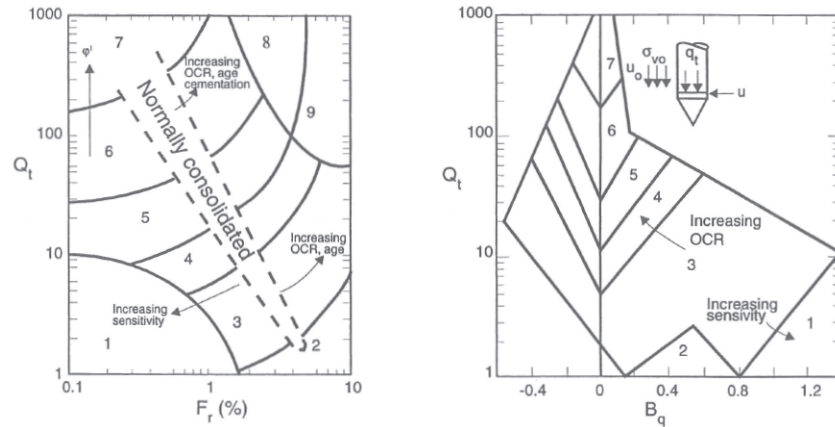 1000
100
Q_t
10
1
0.1
1
10
F_r (%)
φ'
7
8
Increasing
OCR, age
cementation
9
6
Normally consolidated
5
4
Increasing
OCR, age
Increasing
sensitivity
3
1
2
1000
100
Q_t
10
1
-0.4
0
0.4
0.8
1.2
B_q
σ_vo
q_t
u_o
u
7
6
5
4
Increasing
OCR
3
Increasing
sensitivity
1
2